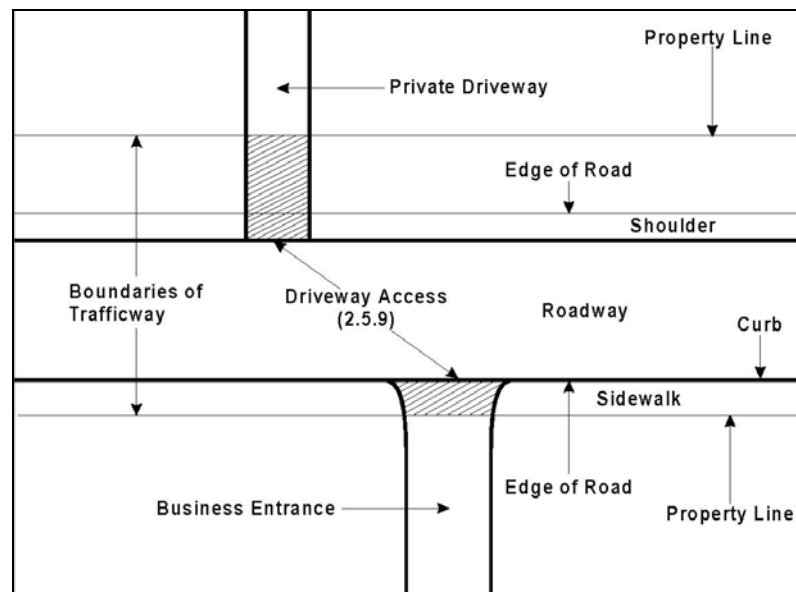 Property Line
Private Driveway
Edge of Road
Shoulder
Boundaries of
Trafficway
Driveway Access
(2.5.9)
Roadway
Curb
Sidewalk
Edge of Road
Business Entrance
Property Line